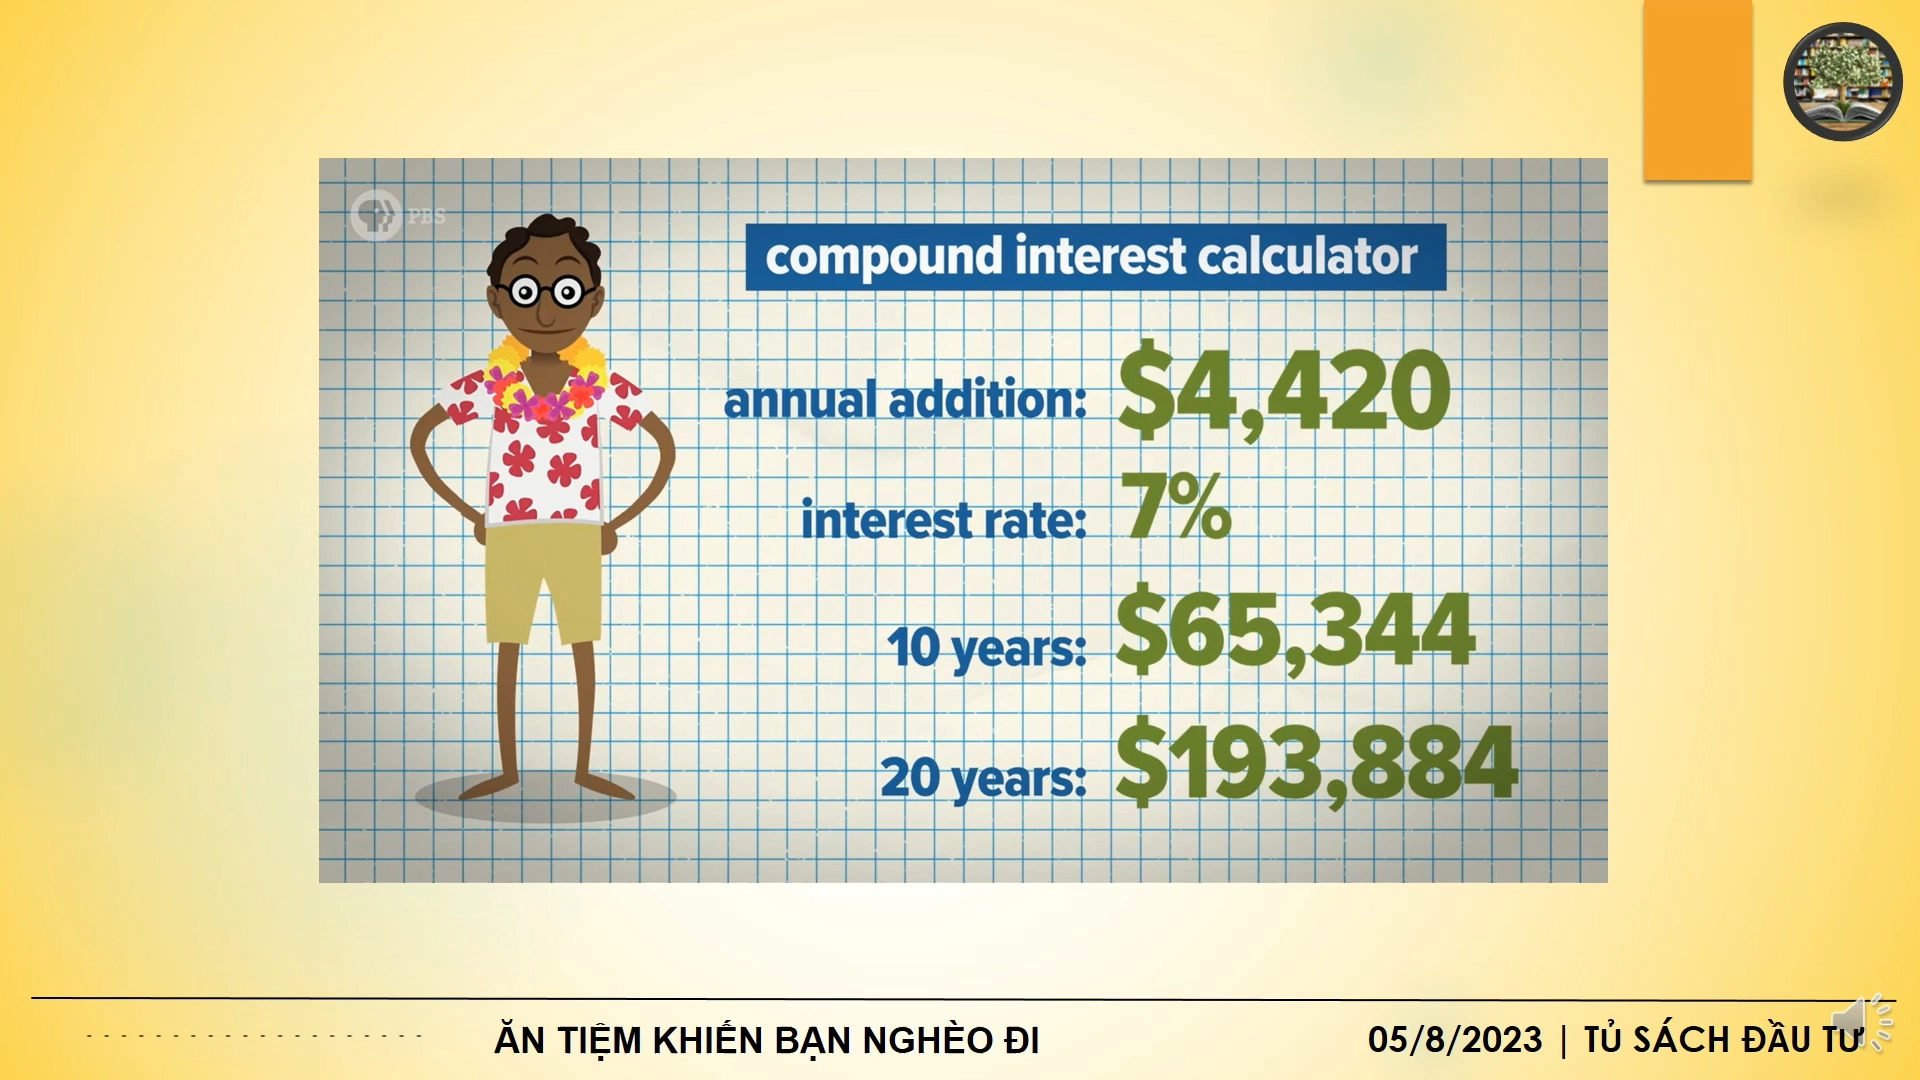 PBS
compound interest calculator
annual addition: $4,420
interest rate: 7%
10 years: $65,344
20 years: $193,884
ĂN TIỆM KHIẾN BẠN NGHÈO ĐI
05/8/2023 | TỦ SÁCH ĐẦU TƯ